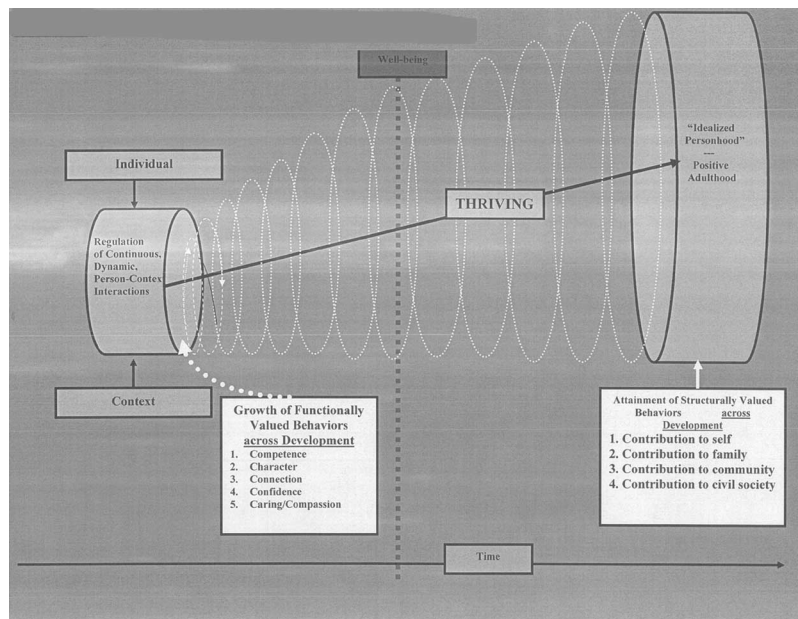 Well-being
"Idealized
Personhood"
---
Positive
Adulthood
Individual
THRIVING
Regulation
of Continuous,
Dynamic,
Person-Contex
Interactions
Context
Growth of Functionally
Valued Behaviors
across Development
1. Competence
2. Character
3. Connection
4. Confidence
5. Caring/Compassion
Attainment of Structurally Valued
Behaviors across
Development
1. Contribution to self
2. Contribution to family
3. Contribution to community
4. Contribution to civil society
Time